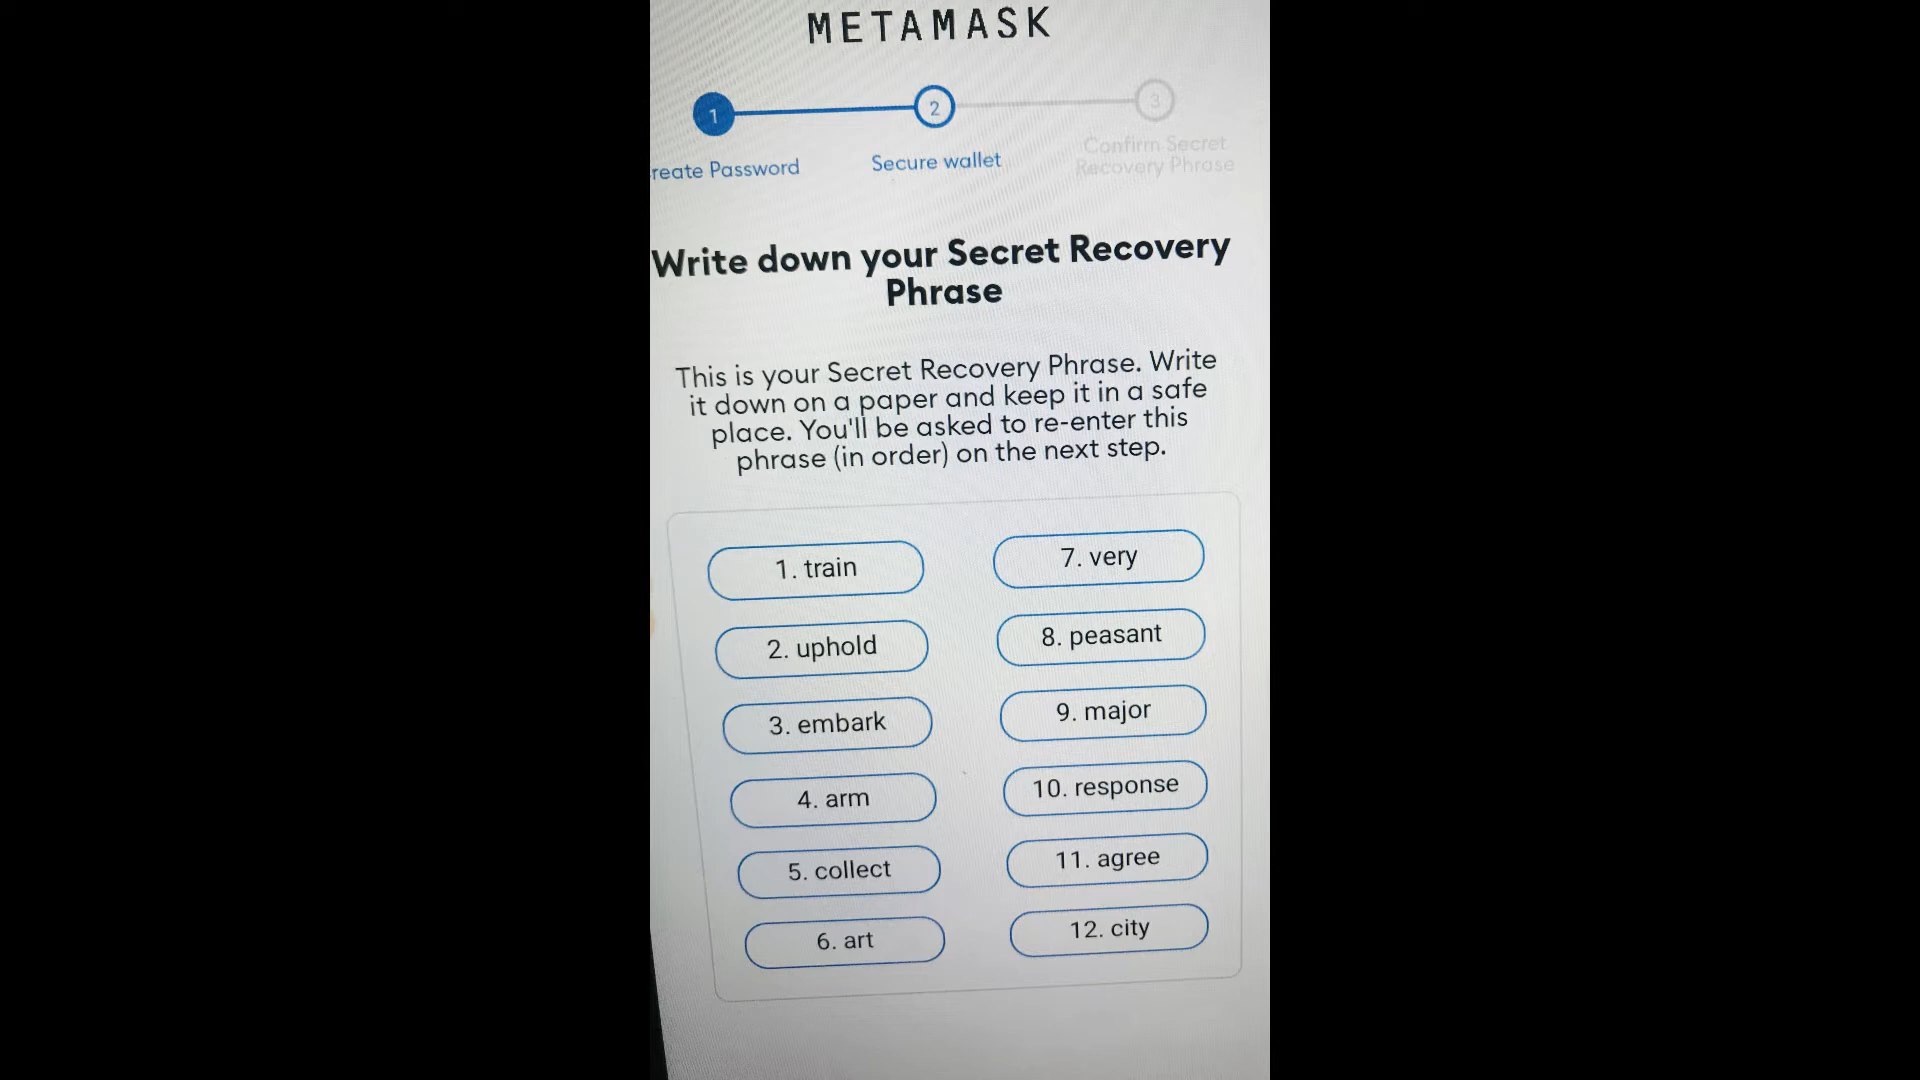 METAMASK
1
2
3
reate Password
Secure wallet
Confirm Secret
Recovery Phrase
Write down your Secret Recovery
Phrase
This is your Secret Recovery Phrase. Write
it down on a paper and keep it in a safe
place. You'll be asked to re-enter this
phrase (in order) on the next step.
1. train
2. uphold
3. embark
4. arm
5. collect
6. art
7. very
8. peasant
9. major
10. response
11. agree
12. city